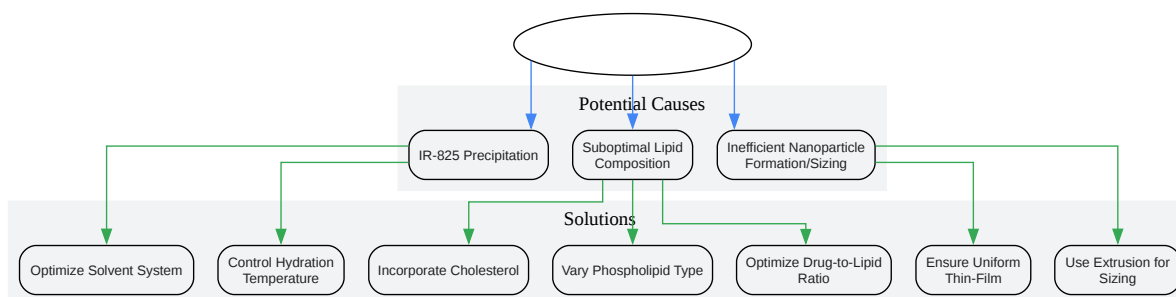 Potential Causes
IR-825 Precipitation
Suboptimal Lipid
Composition
Inefficient Nanoparticle
Formation/Sizing
Solutions
Optimize Solvent System
Control Hydration
Temperature
Incorporate Cholesterol
Vary Phospholipid Type
Optimize Drug-to-Lipid
Ratio
Ensure Uniform
Thin-Film
Use Extrusion for
Sizing